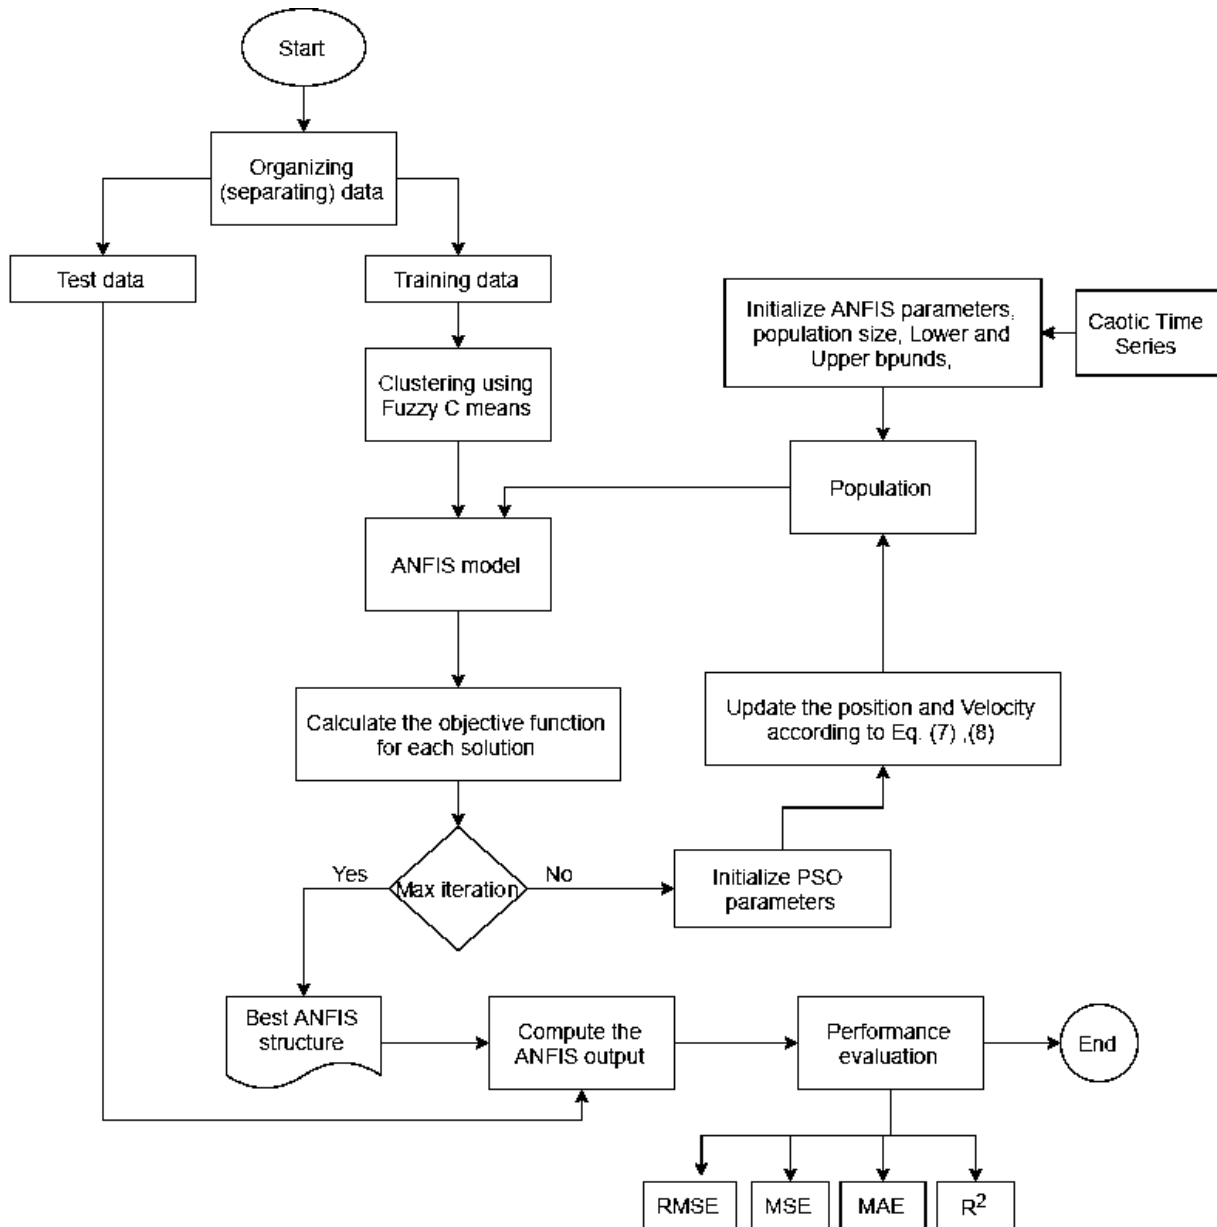 Start
Organizing
(separating) data
Test data
Training data
Initialize ANFIS parameters,
population size, Lower and
Upper bpunds,
Caotic Time
Series
Clustering using
Fuzzy C means
Population
ANFIS model
Update the position and Velocity
according to Eq. (7) ,(8)
Calculate the objective function
for each solution
Yes
Max iteration
No
Initialize PSO
parameters
Best ANFIS
structure
Compute the
ANFIS output
Performance
evaluation
End
RMSE
MSE
MAE
R²